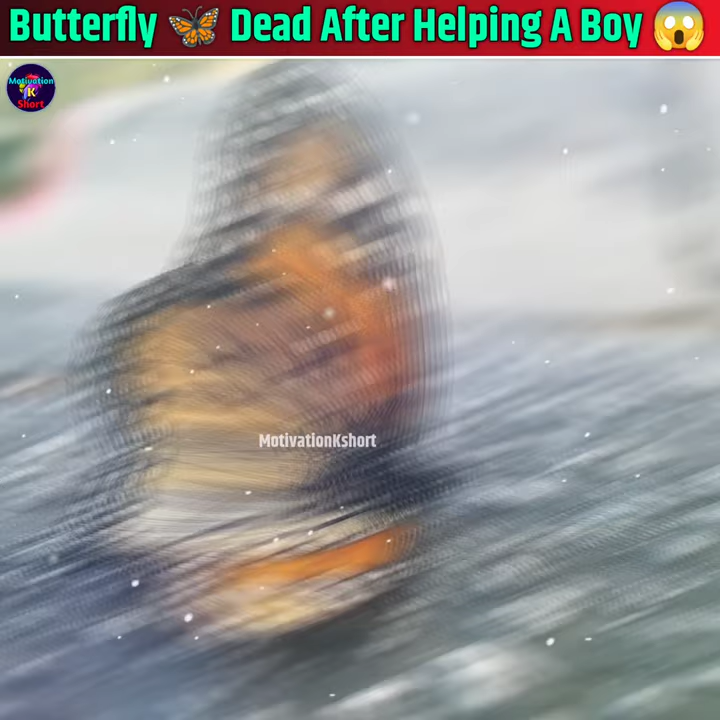 Butterfly 🦋 Dead After Helping A Boy 😱
Motivation
K
Short
MotivationKshort